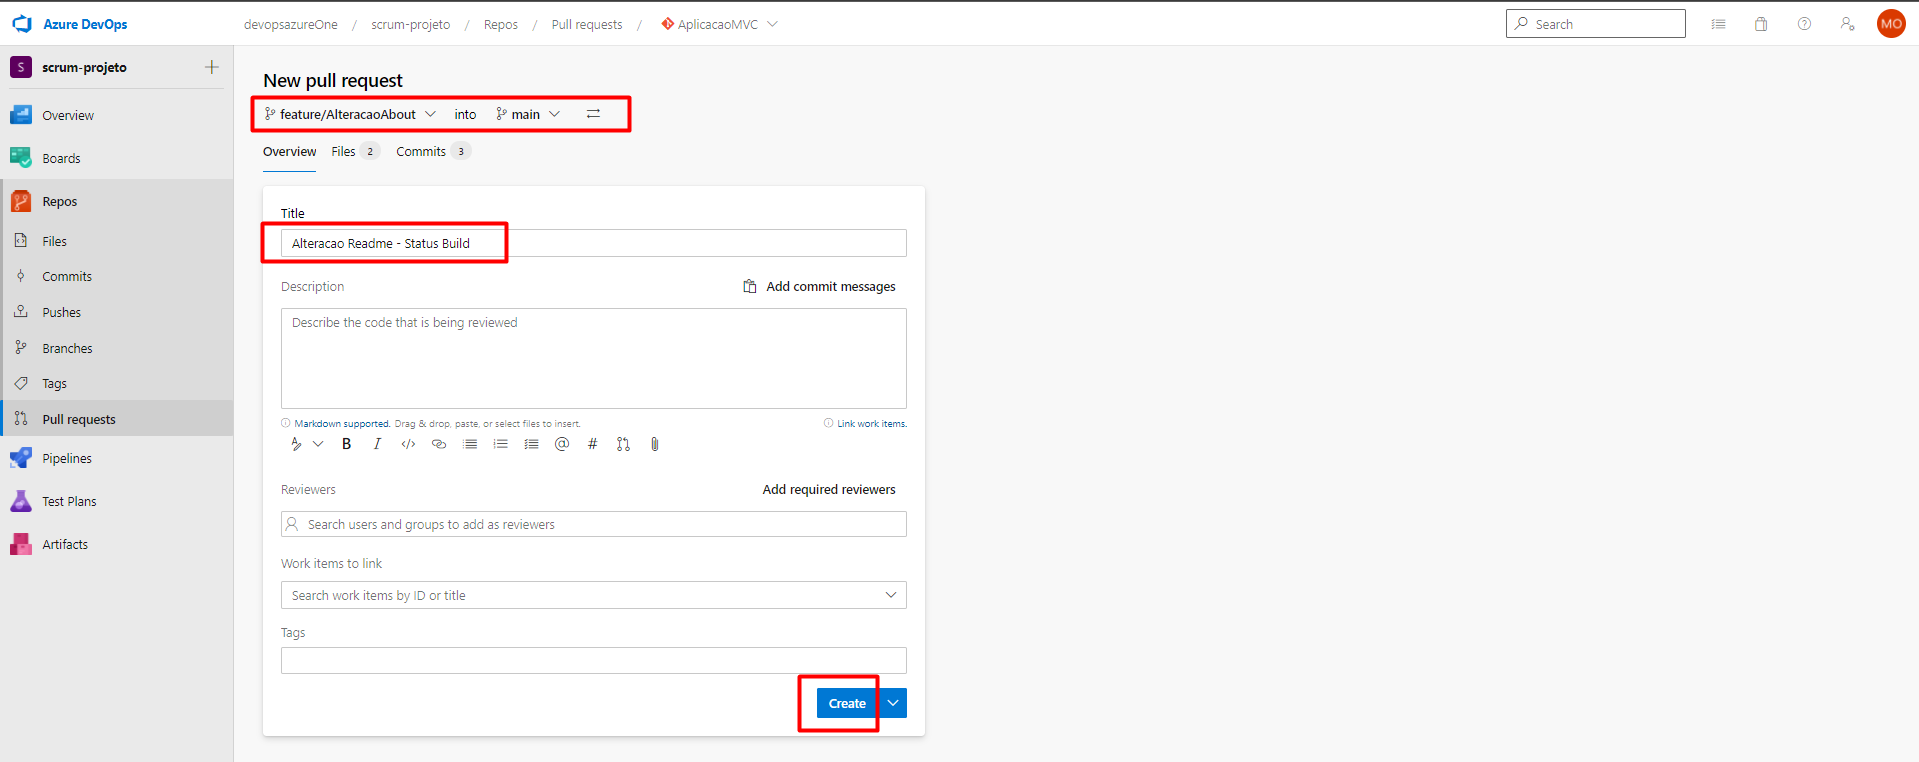 Azure DevOps
devopsazureOne / scrum-projeto / Repos / Pull requests / AplicacaoMVC
Search
MO
S scrum-projeto
Overview
Boards
Repos
Files
Commits
Pushes
Branches
Tags
Pull requests
Pipelines
Test Plans
Artifacts
New pull request
feature/AlteracaoAbout into main
Overview Files 2 Commits 3
Title
Alteracao Readme - Status Build
Description Add commit messages
Describe the code that is being reviewed
Markdown supported. Drag & drop, paste, or select files to insert. Link work items.
B I </> @ #
Reviewers Add required reviewers
Search users and groups to add as reviewers
Work items to link
Search work items by ID or title
Tags
Create